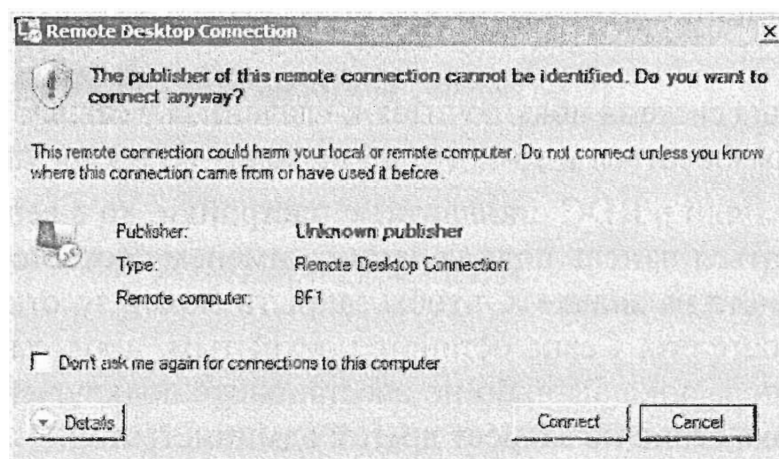 Remote Desktop Connection
The publisher of this remote connection cannot be identified. Do you want to
connect anyway?
This remote connection could harm your local or remote computer. Do not connect unless you know
where this connection came from or have used it before.
Publisher: Unknown publisher
Type: Remote Desktop Connection
Remote computer: BF1
Don't ask me again for connections to this computer
Details Connect Cancel